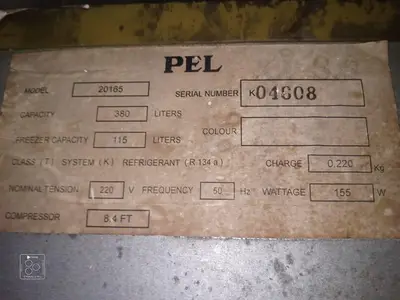 PEL
MODEL 20165 SERIAL NUMBER K04608
CAPACITY 380 LITERS
FREEZER CAPACITY 115 LITERS COLOUR
CLASS (T) SYSTEM (K) REFRIGERANT (R 134 a) CHARGE 0.220 Kg
NOMINAL TENSION 220 V FREQUENCY 50 Hz WATTAGE 155 W
COMPRESSOR 8.4 FT